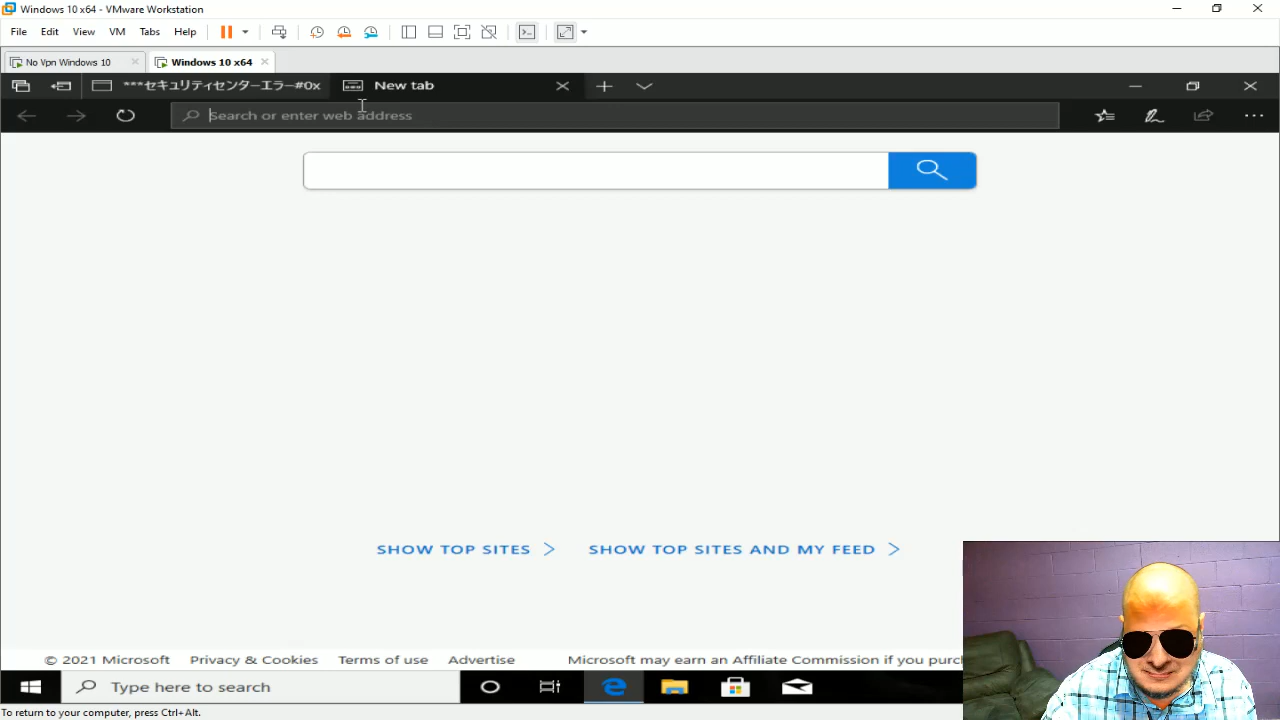 Windows 10 x64 - VMware Workstation
File Edit View VM Tabs Help
No Vpn Windows 10 Windows 10 x64
***セキュリティセンターエラー#0x New tab
Search or enter web address
SHOW TOP SITES SHOW TOP SITES AND MY FEED
© 2021 Microsoft Privacy & Cookies Terms of use Advertise Microsoft may earn an Affiliate Commission if you purch
Type here to search
To return to your computer, press Ctrl+Alt.